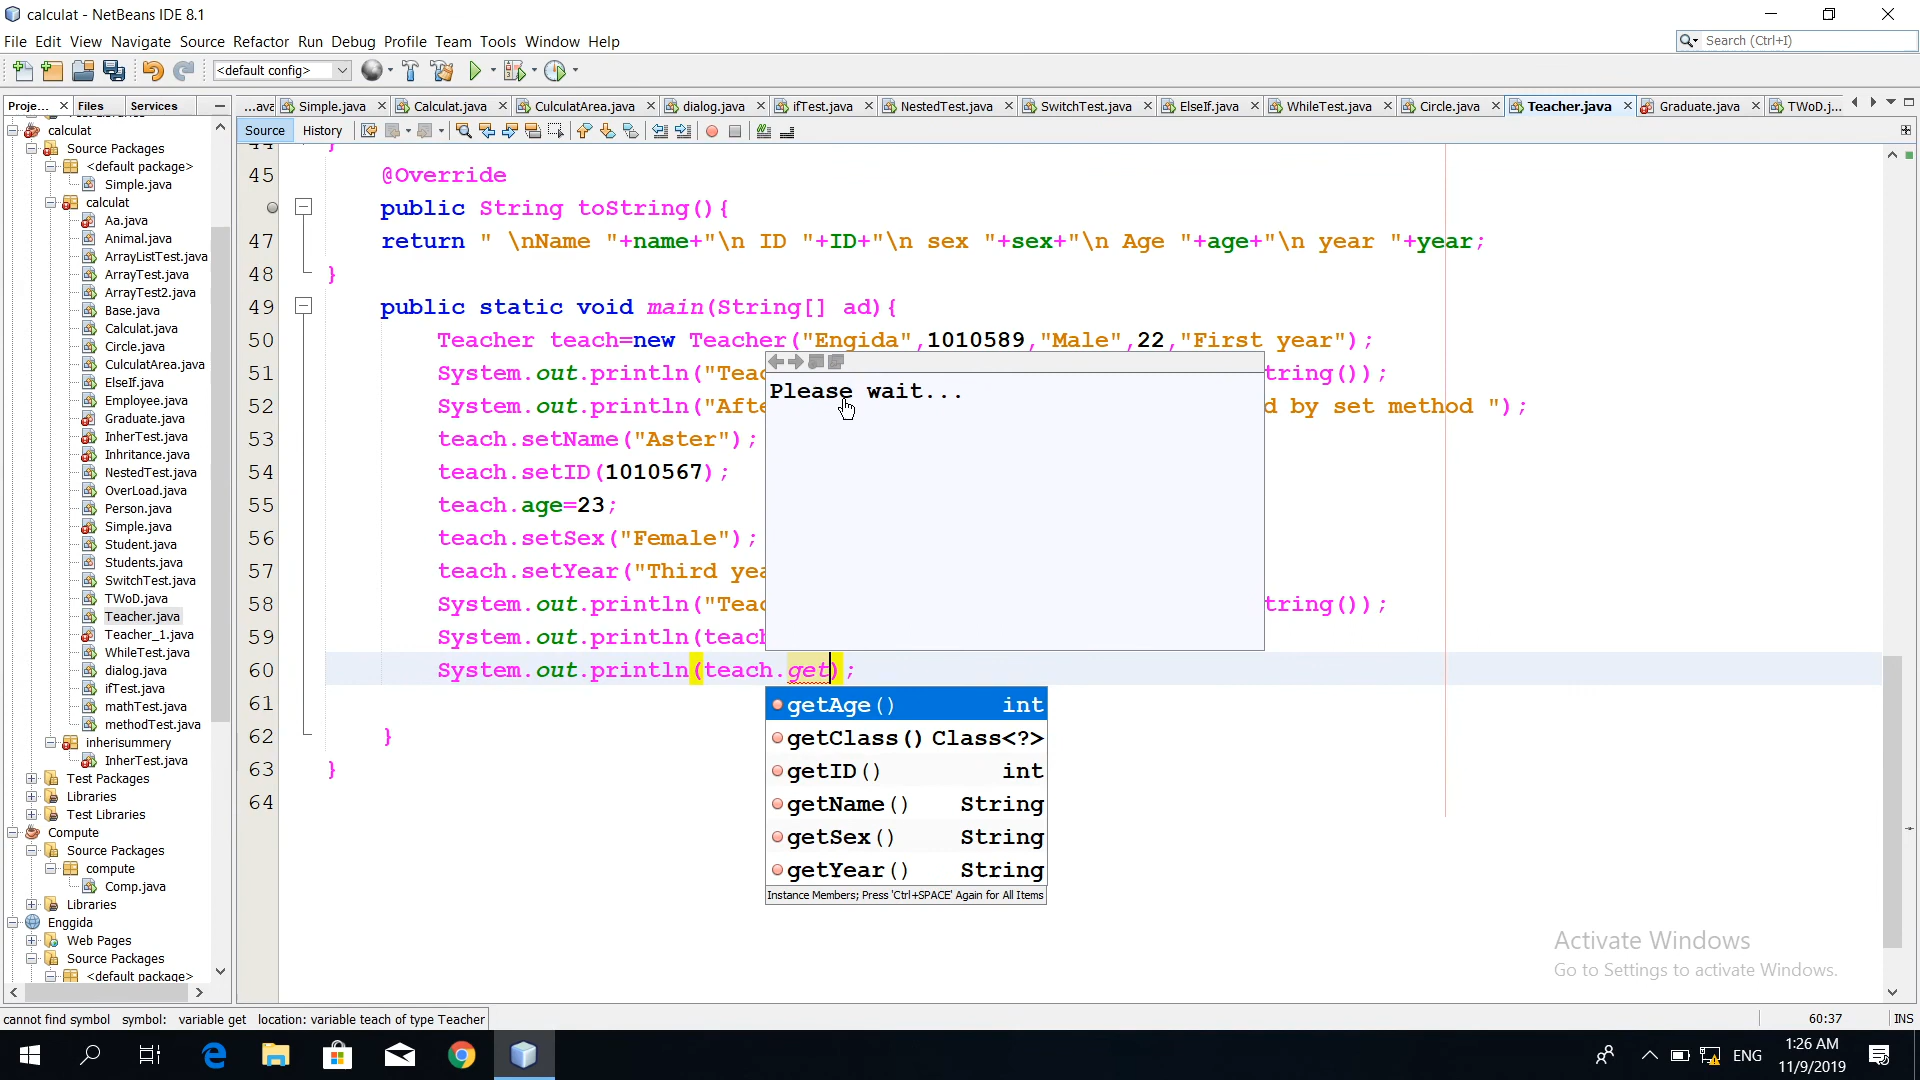 calculat - NetBeans IDE 8.1
File Edit View Navigate Source Refactor Run Debug Profile Team Tools Window Help
Search (Ctrl+I)
<default config>
Proje... Files Services
...ava Simple.java Calculat.java CulculatArea.java dialog.java ifTest.java NestedTest.java SwitchTest.java ElseIf.java WhileTest.java Circle.java Teacher.java Graduate.java TWoD.j...
Source History
calculat
Source Packages
<default package>
Simple.java
calculat
Aa.java
Animal.java
ArrayListTest.java
ArrayTest.java
ArrayTest2.java
Base.java
Calculat.java
Circle.java
CulculatArea.java
ElseIf.java
Employee.java
Graduate.java
InherTest.java
Inhritance.java
NestedTest.java
OverLoad.java
Person.java
Simple.java
Student.java
Students.java
SwitchTest.java
TWoD.java
Teacher.java
Teacher_1.java
WhileTest.java
dialog.java
ifTest.java
mathTest.java
methodTest.java
inherisummery
InherTest.java
Test Packages
Libraries
Test Libraries
Compute
Source Packages
compute
Comp.java
Libraries
Enggida
Web Pages
Source Packages
<default package>
44 }
45 @Override
public String toString(){
47 return " \nName "+name+"\n ID "+ID+"\n sex "+sex+"\n Age "+age+"\n year "+year;
48 }
49 public static void main(String[] ad){
50 Teacher teach=new Teacher("Engida",1010589,"Male",22,"First year");
51 System.out.println("Teac tring());
52 System.out.println("Afte d by set method ");
53 teach.setName("Aster");
54 teach.setID(1010567);
55 teach.age=23;
56 teach.setSex("Female");
57 teach.setYear("Third yea
58 System.out.println("Teac tring());
59 System.out.println(teach
60 System.out.println(teach.get);
61
62 }
63 }
64
Please wait...
getAge() int
getClass() Class<?>
getID() int
getName() String
getSex() String
getYear() String
Instance Members; Press 'Ctrl+SPACE' Again for All Items
Activate Windows
Go to Settings to activate Windows.
cannot find symbol symbol: variable get location: variable teach of type Teacher
60:37 INS
ENG
1:26 AM
11/9/2019